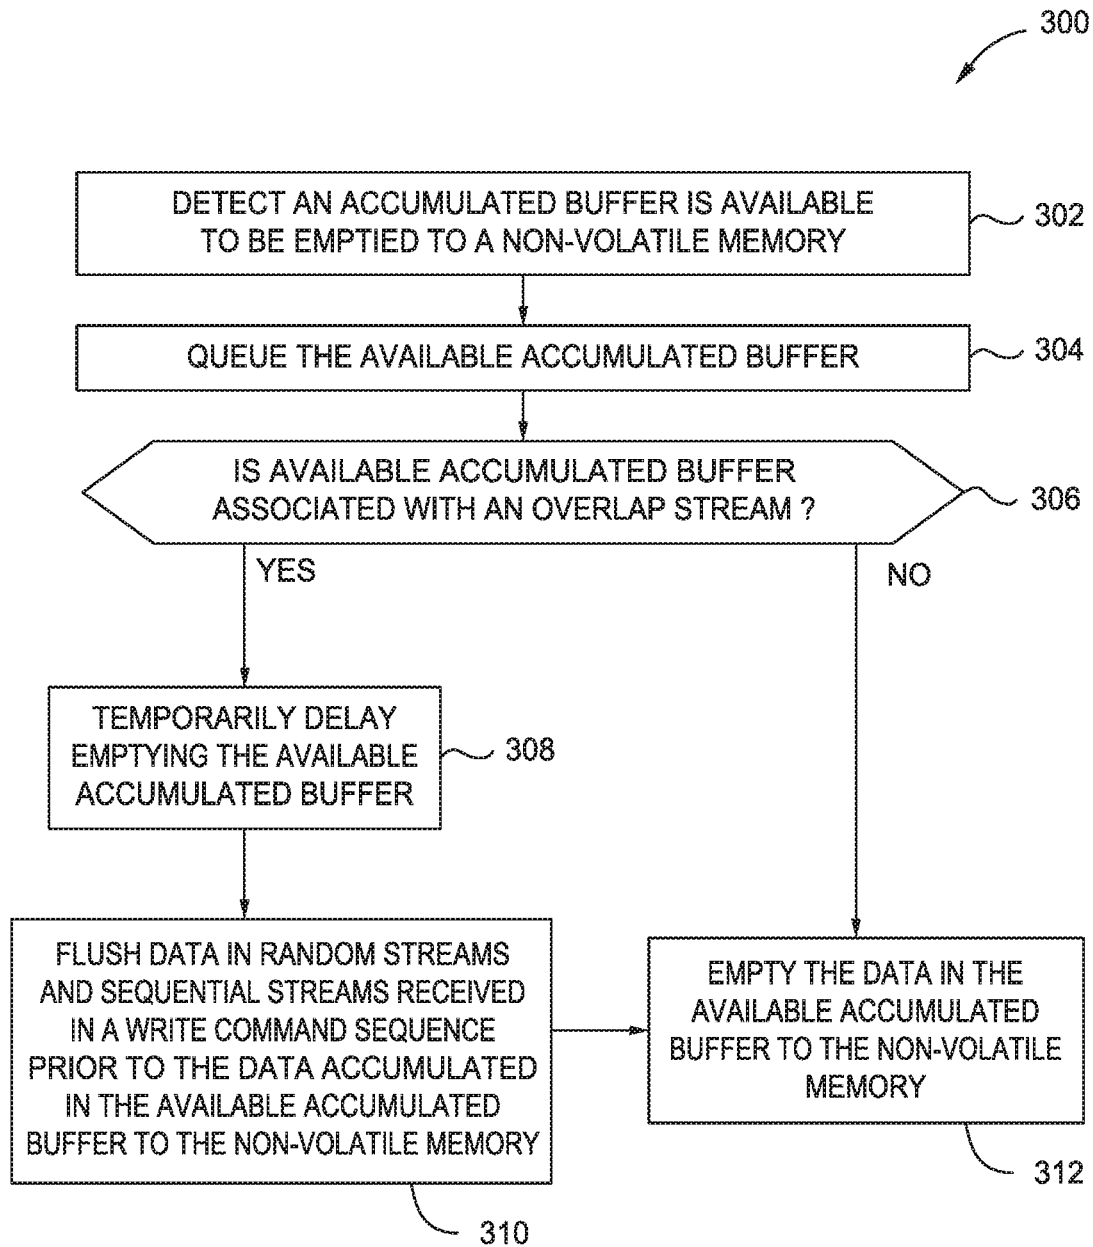 300
DETECT AN ACCUMULATED BUFFER IS AVAILABLE
TO BE EMPTIED TO A NON-VOLATILE MEMORY
302
QUEUE THE AVAILABLE ACCUMULATED BUFFER
304
IS AVAILABLE ACCUMULATED BUFFER
ASSOCIATED WITH AN OVERLAP STREAM ?
306
YES
NO
TEMPORARILY DELAY
EMPTYING THE AVAILABLE
ACCUMULATED BUFFER
308
FLUSH DATA IN RANDOM STREAMS
AND SEQUENTIAL STREAMS RECEIVED
IN A WRITE COMMAND SEQUENCE
PRIOR TO THE DATA ACCUMULATED
IN THE AVAILABLE ACCUMULATED
BUFFER TO THE NON-VOLATILE MEMORY
310
EMPTY THE DATA IN THE
AVAILABLE ACCUMULATED
BUFFER TO THE NON-VOLATILE
MEMORY
312